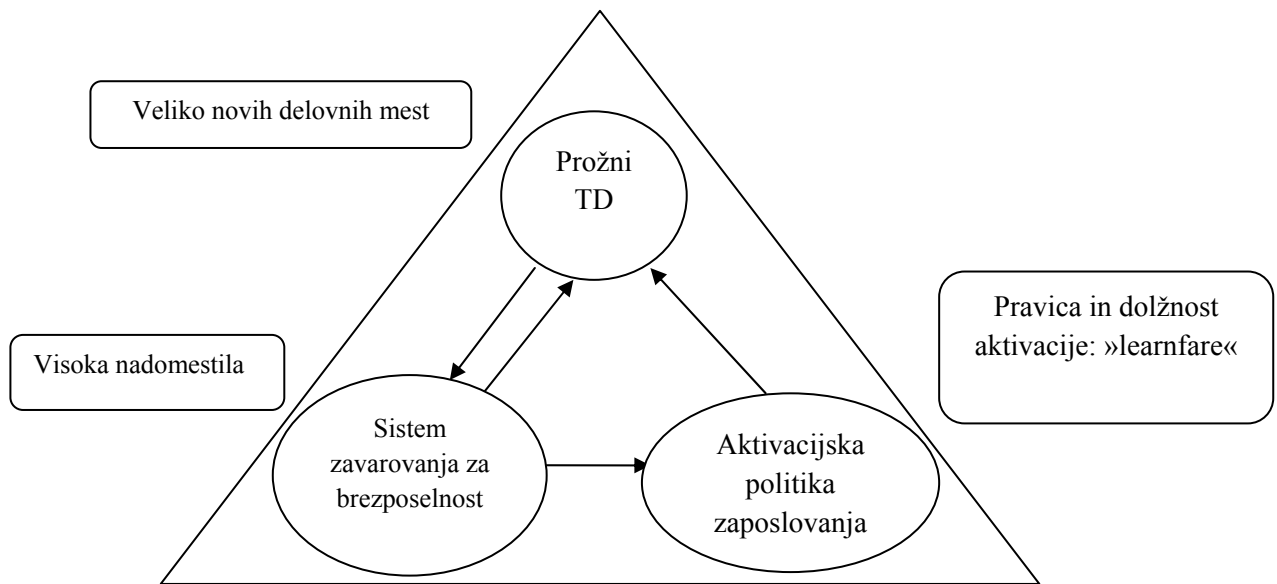 Veliko novih delovnih mest
Prožni
TD
Pravica in dolžnost
aktivacije: »learnfare«
Visoka nadomestila
Sistem
zavarovanja za
brezposelnost
Aktivacijska
politika
zaposlovanja